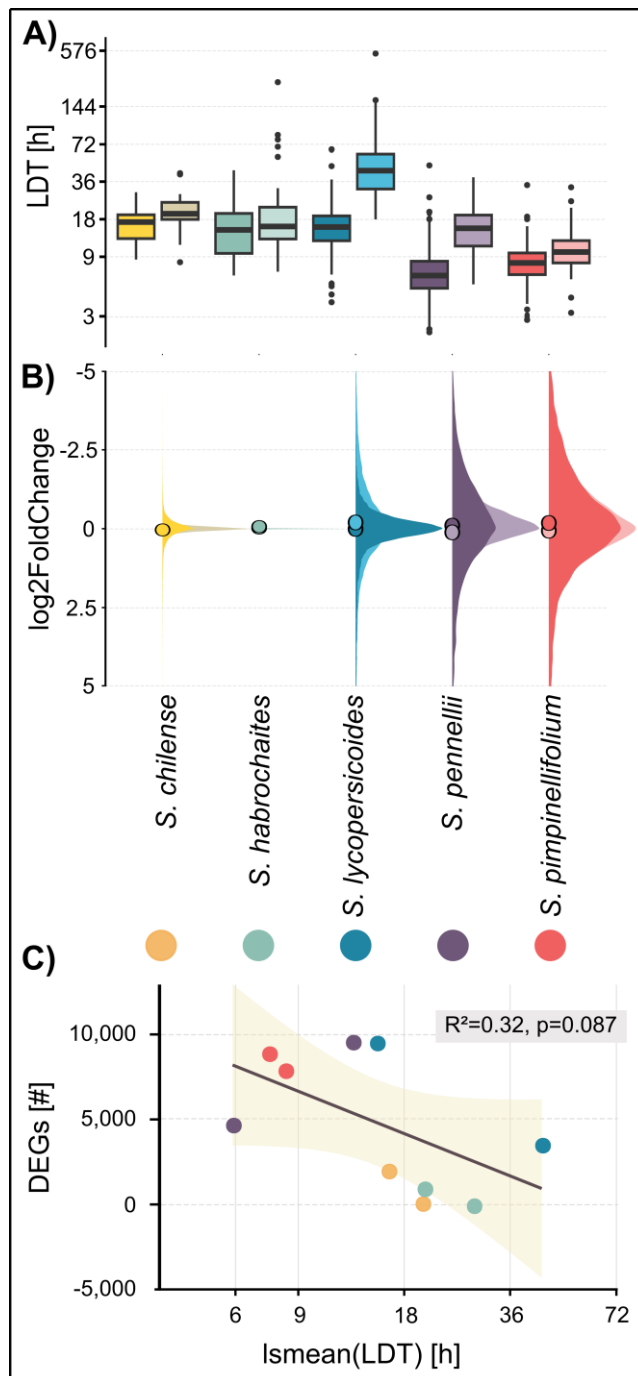 A)
576
144
72
36
18
9
3
LDT [h]
B)
-5
-2.5
0
2.5
5
log2FoldChange
S. chilense
S. habrochaites
S. lycopersicoides
S. pennellii
S. pimpinellifolium
C)
R²=0.32, p=0.087
10,000
5,000
0
-5,000
DEGs [#]
6 9 18 36 72
lsmean(LDT) [h]